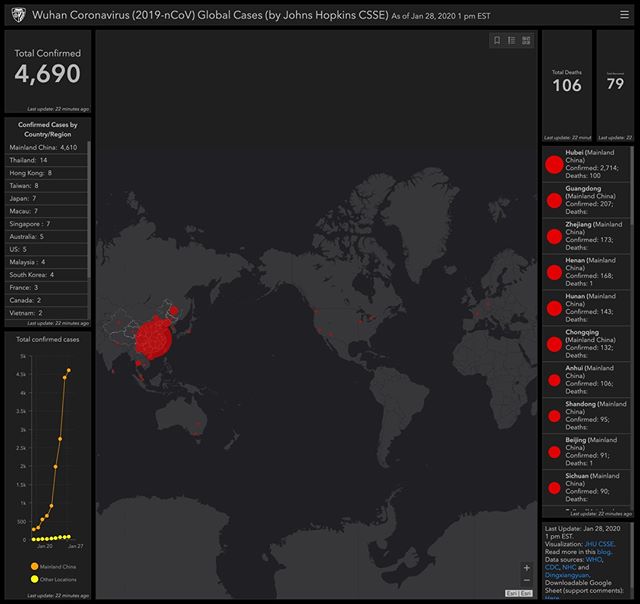 Wuhan Coronavirus (2019-nCoV) Global Cases (by Johns Hopkins CSSE) As of Jan 28, 2020 1 pm EST
Total Confirmed
4,690
Last update: 22 minutes ago
Confirmed Cases by
Country/Region
Mainland China: 4,610
Thailand: 14
Hong Kong: 8
Taiwan: 8
Japan: 7
Macau: 7
Singapore : 7
Australia: 5
US: 5
Malaysia : 4
South Korea: 4
France: 3
Canada: 2
Vietnam: 2
Last update: 22 minutes ago
Total confirmed cases
5k
4.5k
4k
3.5k
3k
2.5k
2k
1.5k
1k
500
0
Jan 20
Jan 27
Mainland China
Other Locations
Last update: 22 minutes ago
Esri | Esri
Total Deaths
106
Last update: 22 minut
79
Last update: 22
Hubei (Mainland
China)
Confirmed: 2,714;
Deaths: 100
Guangdong
(Mainland China)
Confirmed: 207;
Deaths:
Zhejiang (Mainland
China)
Confirmed: 173;
Deaths:
Henan (Mainland
China)
Confirmed: 168;
Deaths: 1
Hunan (Mainland
China)
Confirmed: 143;
Deaths:
Chongqing
(Mainland China)
Confirmed: 132;
Deaths:
Anhui (Mainland
China)
Confirmed: 106;
Deaths:
Shandong (Mainland
China)
Confirmed: 95;
Deaths:
Beijing (Mainland
China)
Confirmed: 91;
Deaths: 1
Sichuan (Mainland
China)
Confirmed: 90;
Deaths:
Last update: 22 minutes ago
Last Update: Jan 28, 2020
1 pm EST.
Visualization: JHU CSSE.
Read more in this blog.
Data sources: WHO,
CDC, NHC and
Dingxiangyuan.
Downloadable Google
Sheet (support comments):
Here